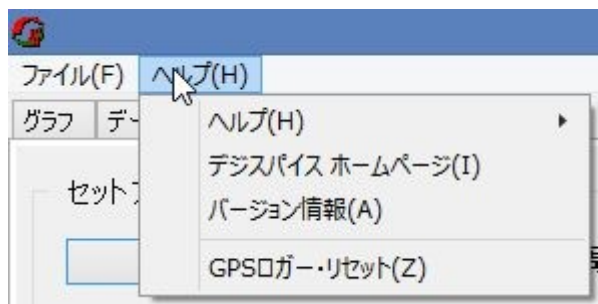 ファイル(F) ヘルプ(H)
グラフ デー
ヘルプ(H)
デジスパイス ホームページ(I)
セット
バージョン情報(A)
GPSロガー・リセット(Z)